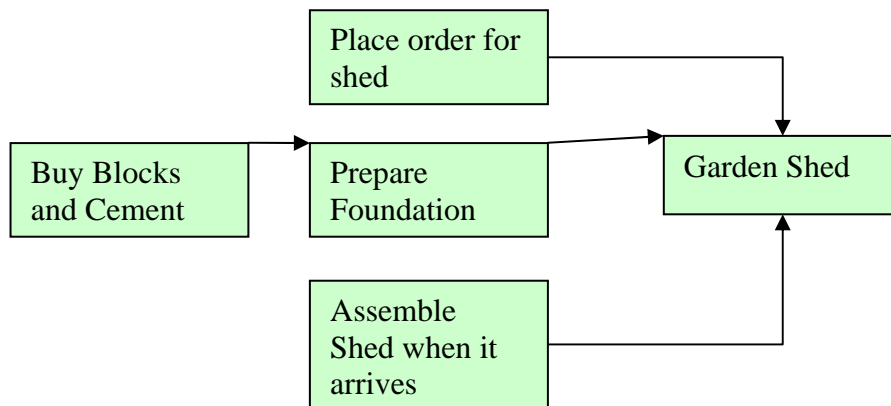 Place order for
shed
Buy Blocks
and Cement
Prepare
Foundation
Garden Shed
Assemble
Shed when it
arrives